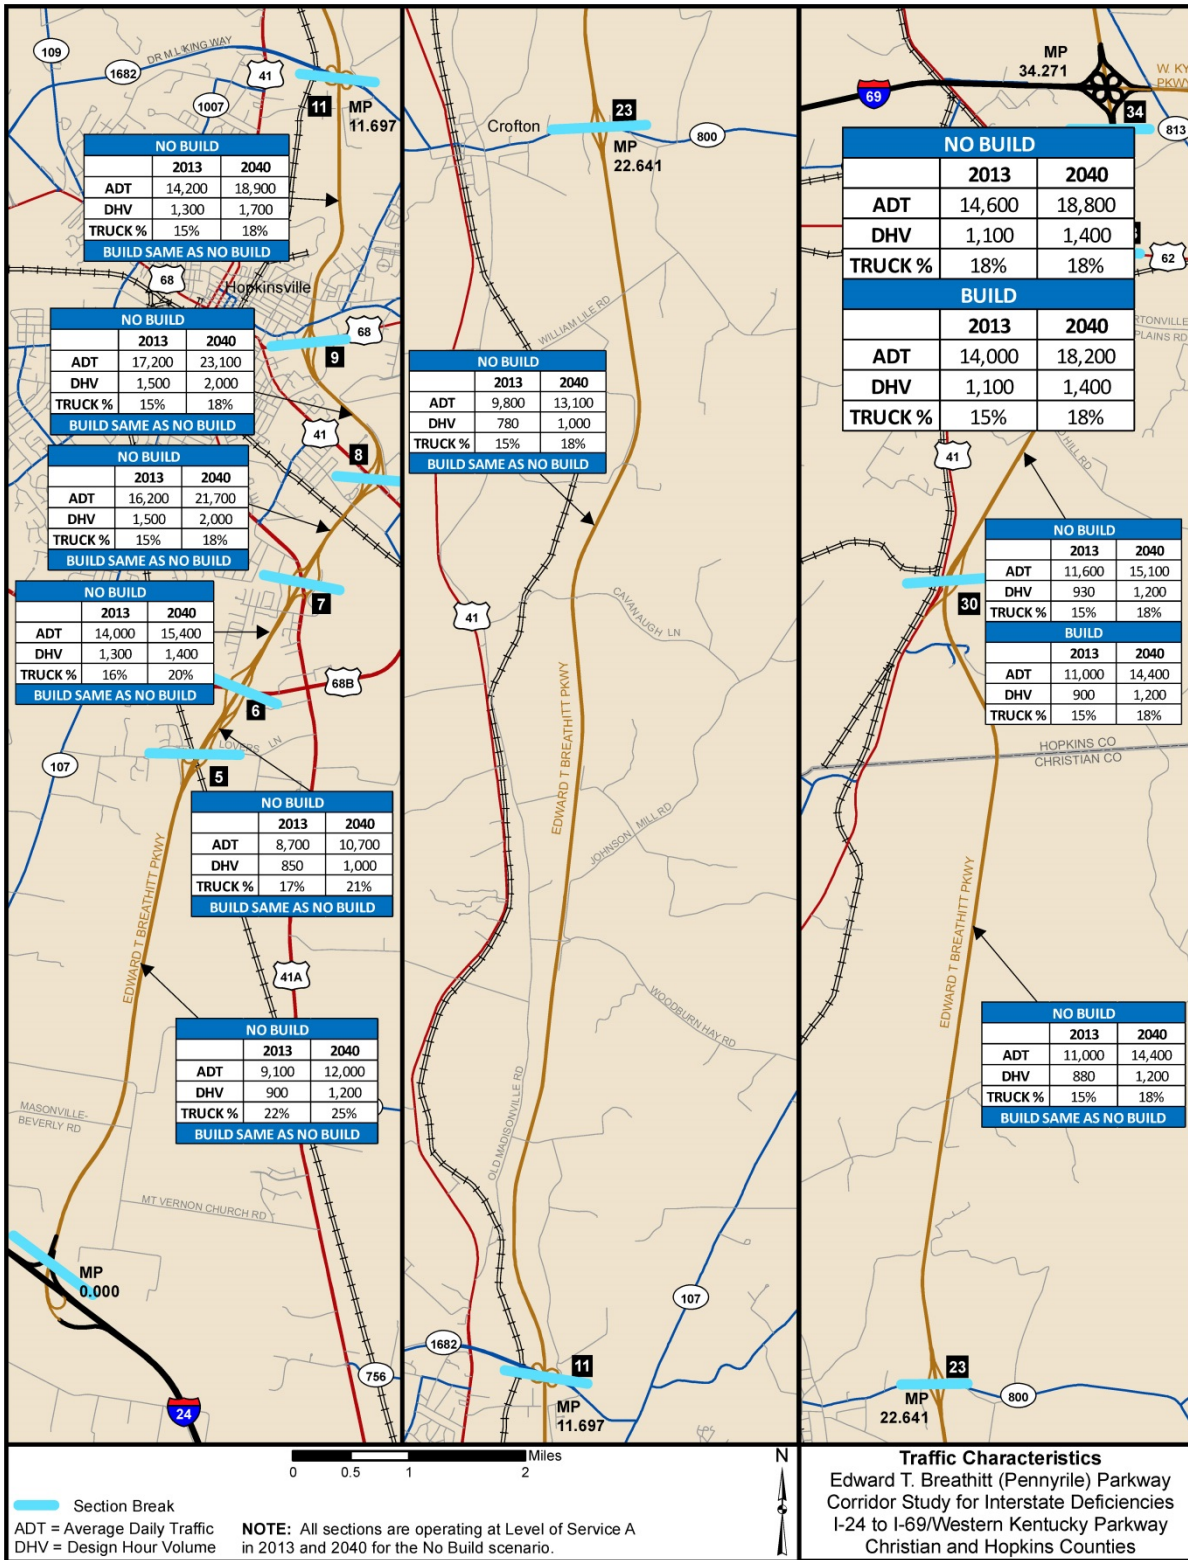 109
1682
DR M L KING WAY
41
1007
11
MP
11.697
NO BUILD
2013 2040
ADT 14,200 18,900
DHV 1,300 1,700
TRUCK % 15% 18%
BUILD SAME AS NO BUILD
68
Hopkinsville
NO BUILD
2013 2040
ADT 17,200 23,100
DHV 1,500 2,000
TRUCK % 15% 18%
BUILD SAME AS NO BUILD
68
9
41
8
NO BUILD
2013 2040
ADT 16,200 21,700
DHV 1,500 2,000
TRUCK % 15% 18%
BUILD SAME AS NO BUILD
7
NO BUILD
2013 2040
ADT 14,000 15,400
DHV 1,300 1,400
TRUCK % 16% 20%
BUILD SAME AS NO BUILD
68B
6
LOVERS LN
107
5
NO BUILD
2013 2040
ADT 8,700 10,700
DHV 850 1,000
TRUCK % 17% 21%
BUILD SAME AS NO BUILD
EDWARD T BREATHITT PKWY
41A
NO BUILD
2013 2040
ADT 9,100 12,000
DHV 900 1,200
TRUCK % 22% 25%
BUILD SAME AS NO BUILD
MASONVILLE-
BEVERLY RD
MT VERNON CHURCH RD
MP
0.000
756
24
23
Crofton
800
MP
22.641
WILLIAM LILE RD
NO BUILD
2013 2040
ADT 9,800 13,100
DHV 780 1,000
TRUCK % 15% 18%
BUILD SAME AS NO BUILD
41
CAVANAUGH LN
EDWARD T BREATHITT PKWY
JOHNSON MILL RD
WOODBURN HAY RD
OLD MADISONVILLE RD
107
1682
11
MP
11.697
MP
34.271
W. KY
PKWY
69
34
813
NO BUILD
2013 2040
ADT 14,600 18,800
DHV 1,100 1,400
TRUCK % 18% 18%
BUILD
2013 2040
ADT 14,000 18,200
DHV 1,100 1,400
TRUCK % 15% 18%
62
RTONVILLE
PLAINS RD
41
HILL RD
NO BUILD
2013 2040
ADT 11,600 15,100
DHV 930 1,200
TRUCK % 15% 18%
BUILD
2013 2040
ADT 11,000 14,400
DHV 900 1,200
TRUCK % 15% 18%
30
HOPKINS CO
CHRISTIAN CO
EDWARD T BREATHITT PKWY
NO BUILD
2013 2040
ADT 11,000 14,400
DHV 880 1,200
TRUCK % 15% 18%
BUILD SAME AS NO BUILD
23
MP
22.641
800
Miles
0 0.5 1 2
N
Section Break
ADT = Average Daily Traffic
DHV = Design Hour Volume
NOTE: All sections are operating at Level of Service A
in 2013 and 2040 for the No Build scenario.
Traffic Characteristics
Edward T. Breathitt (Pennyrile) Parkway
Corridor Study for Interstate Deficiencies
I-24 to I-69/Western Kentucky Parkway
Christian and Hopkins Counties